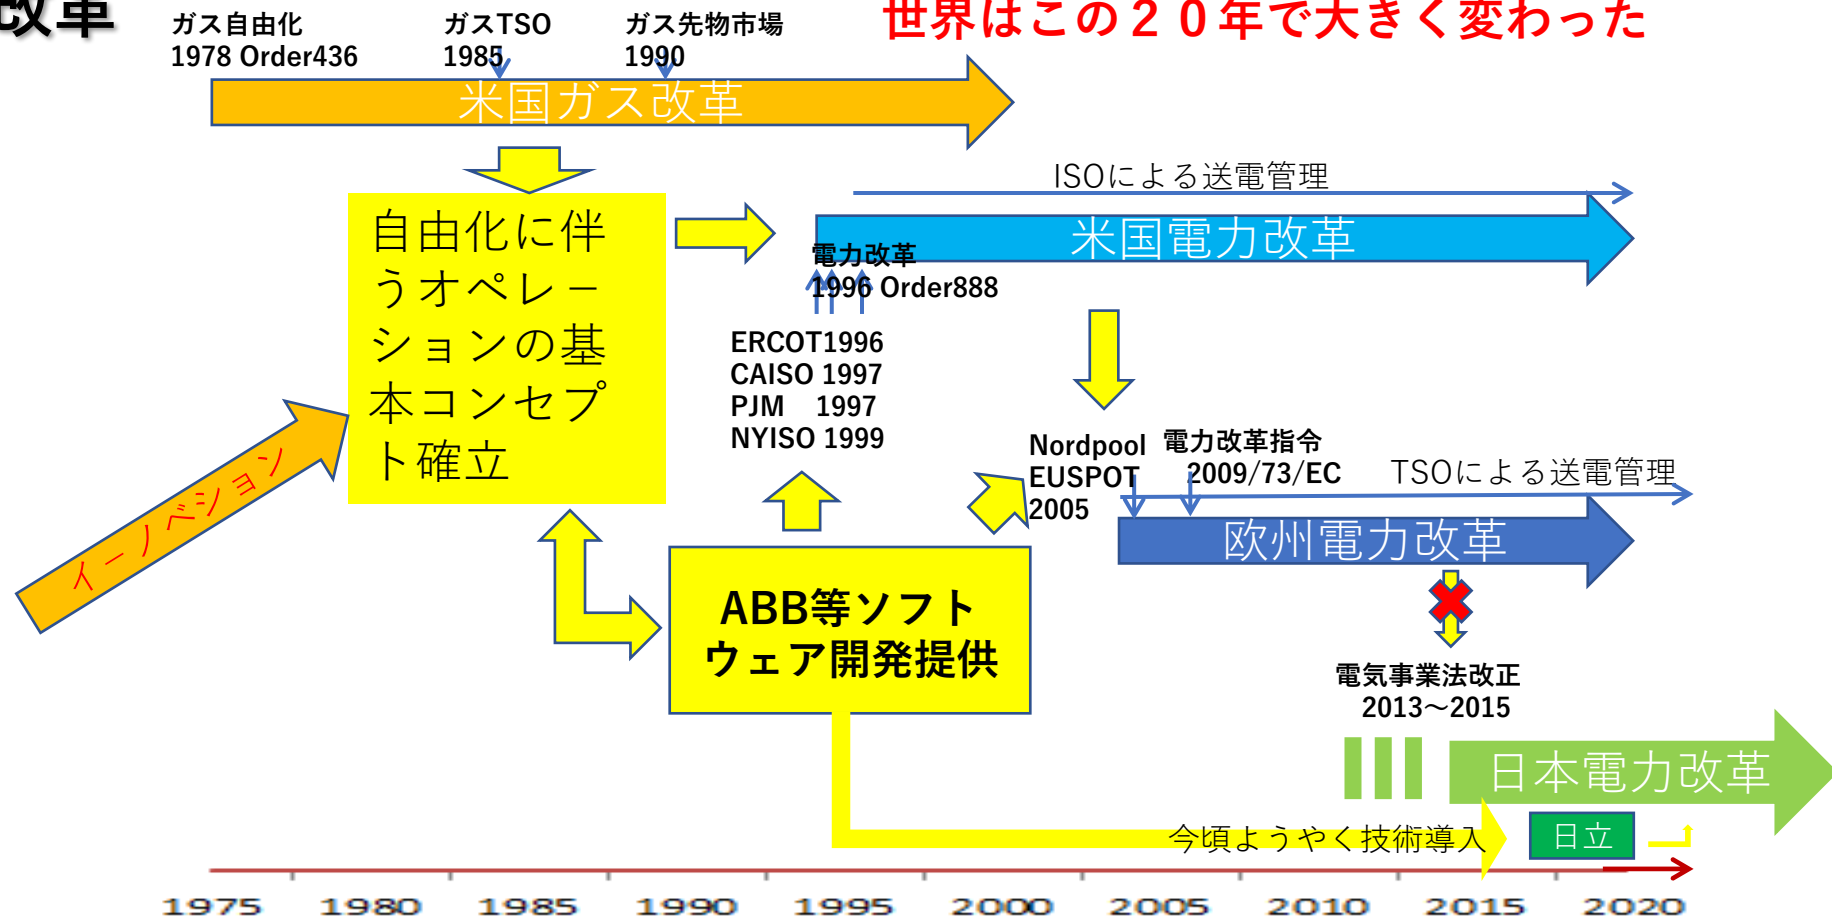 改革
世界はこの２０年で大きく変わった
ガス自由化
1978 Order436
ガスTSO
1985
ガス先物市場
1990
米国ガス改革
ISOによる送電管理
米国電力改革
自由化に伴
うオペレー
ションの基
本コンセプ
ト確立
電力改革
1996 Order888
ERCOT1996
CAISO 1997
PJM 1997
NYISO 1999
イーノベション
Nordpool
EUSPOT
2005
電力改革指令
2009/73/EC
TSOによる送電管理
欧州電力改革
ABB等ソフト
ウェア開発提供
電気事業法改正
2013～2015
日本電力改革
今頃ようやく技術導入
日立
1975 1980 1985 1990 1995 2000 2005 2010 2015 2020